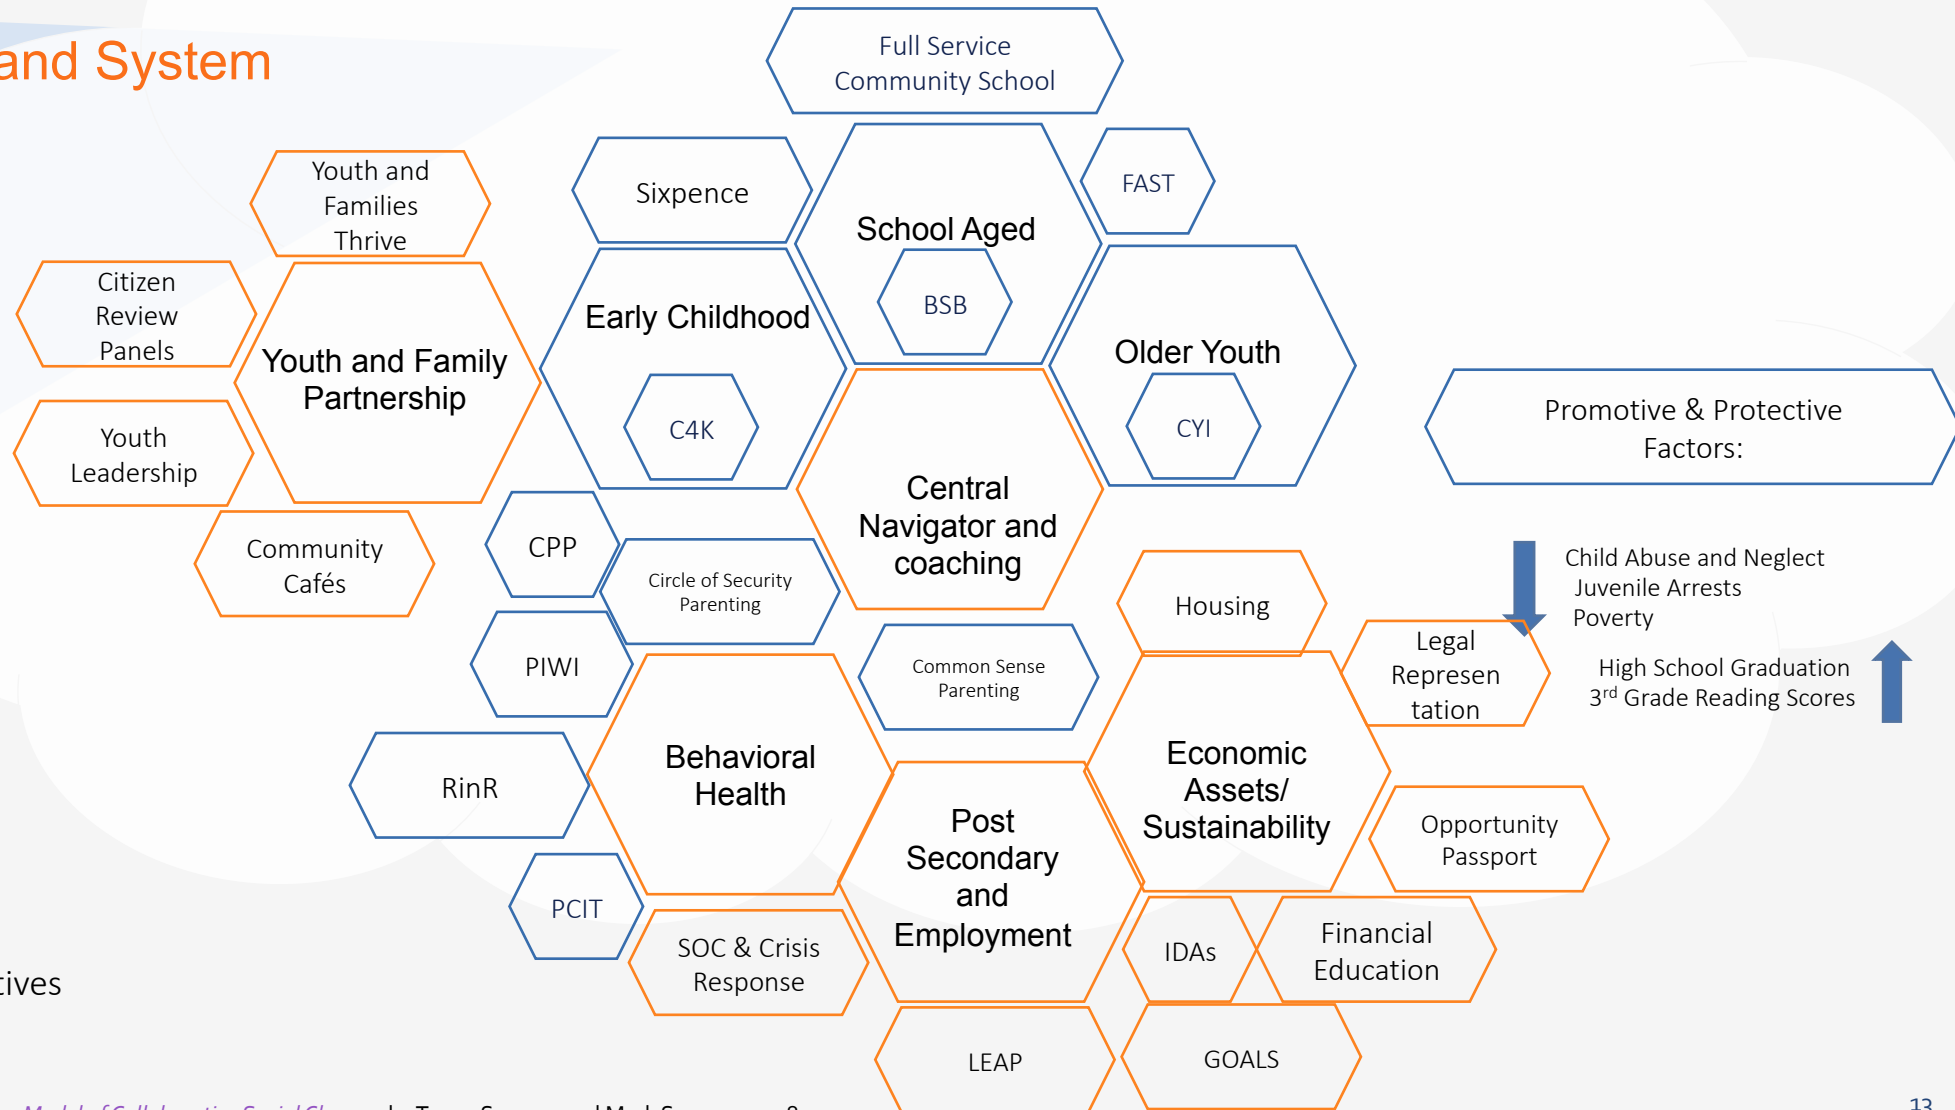 and System
Full Service
Community School
Youth and
Families
Thrive
Sixpence
FAST
School Aged
BSB
Citizen
Review
Panels
Early Childhood
Youth and Family
Partnership
Older Youth
C4K
CYI
Promotive & Protective
Factors:
Youth
Leadership
Central
Navigator and
coaching
Community
Cafés
CPP
Circle of Security
Parenting
Housing
Child Abuse and Neglect
Juvenile Arrests
Poverty
PIWI
Common Sense
Parenting
Legal
Represen
tation
High School Graduation
3rd Grade Reading Scores
RinR
Behavioral
Health
Economic
Assets/
Sustainability
Post
Secondary
and
Employment
Opportunity
Passport
PCIT
SOC & Crisis
Response
IDAs
Financial
Education
tives
LEAP
GOALS
13